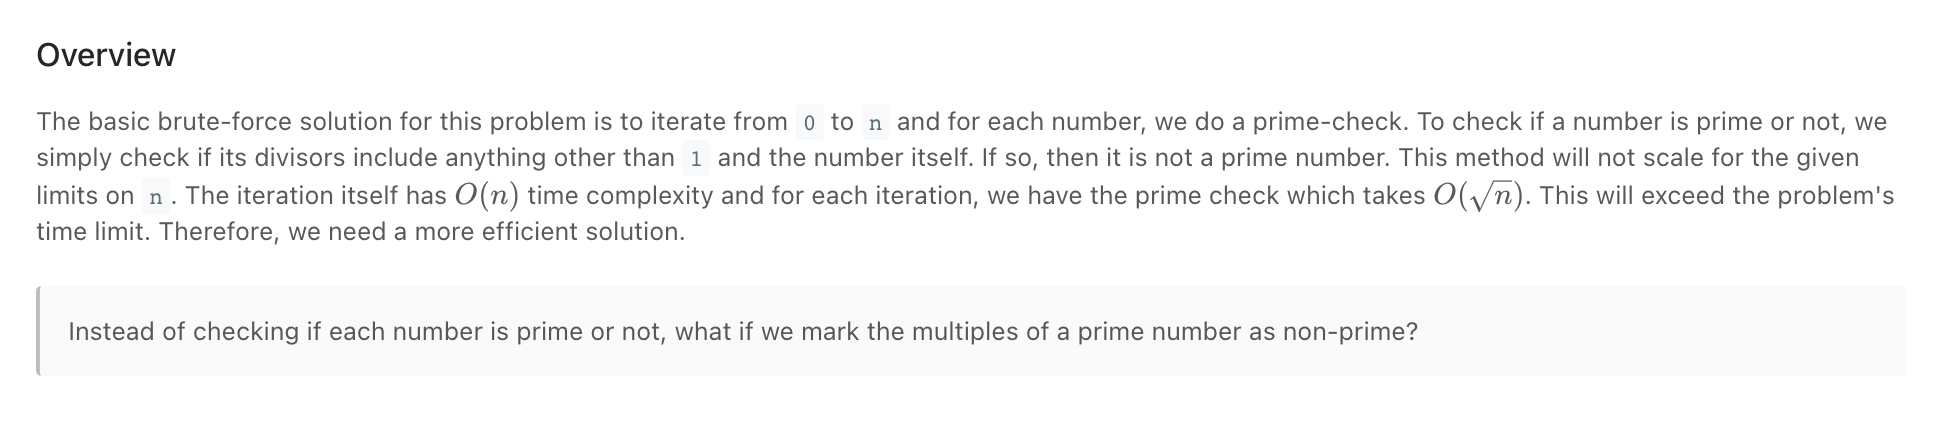 Overview
The basic brute-force solution for this problem is to iterate from 0 to n and for each number, we do a prime-check. To check if a number is prime or not, we
simply check if its divisors include anything other than 1 and the number itself. If so, then it is not a prime number. This method will not scale for the given
limits on n . The iteration itself has O(n) time complexity and for each iteration, we have the prime check which takes O(√n). This will exceed the problem's
time limit. Therefore, we need a more efficient solution.
Instead of checking if each number is prime or not, what if we mark the multiples of a prime number as non-prime?